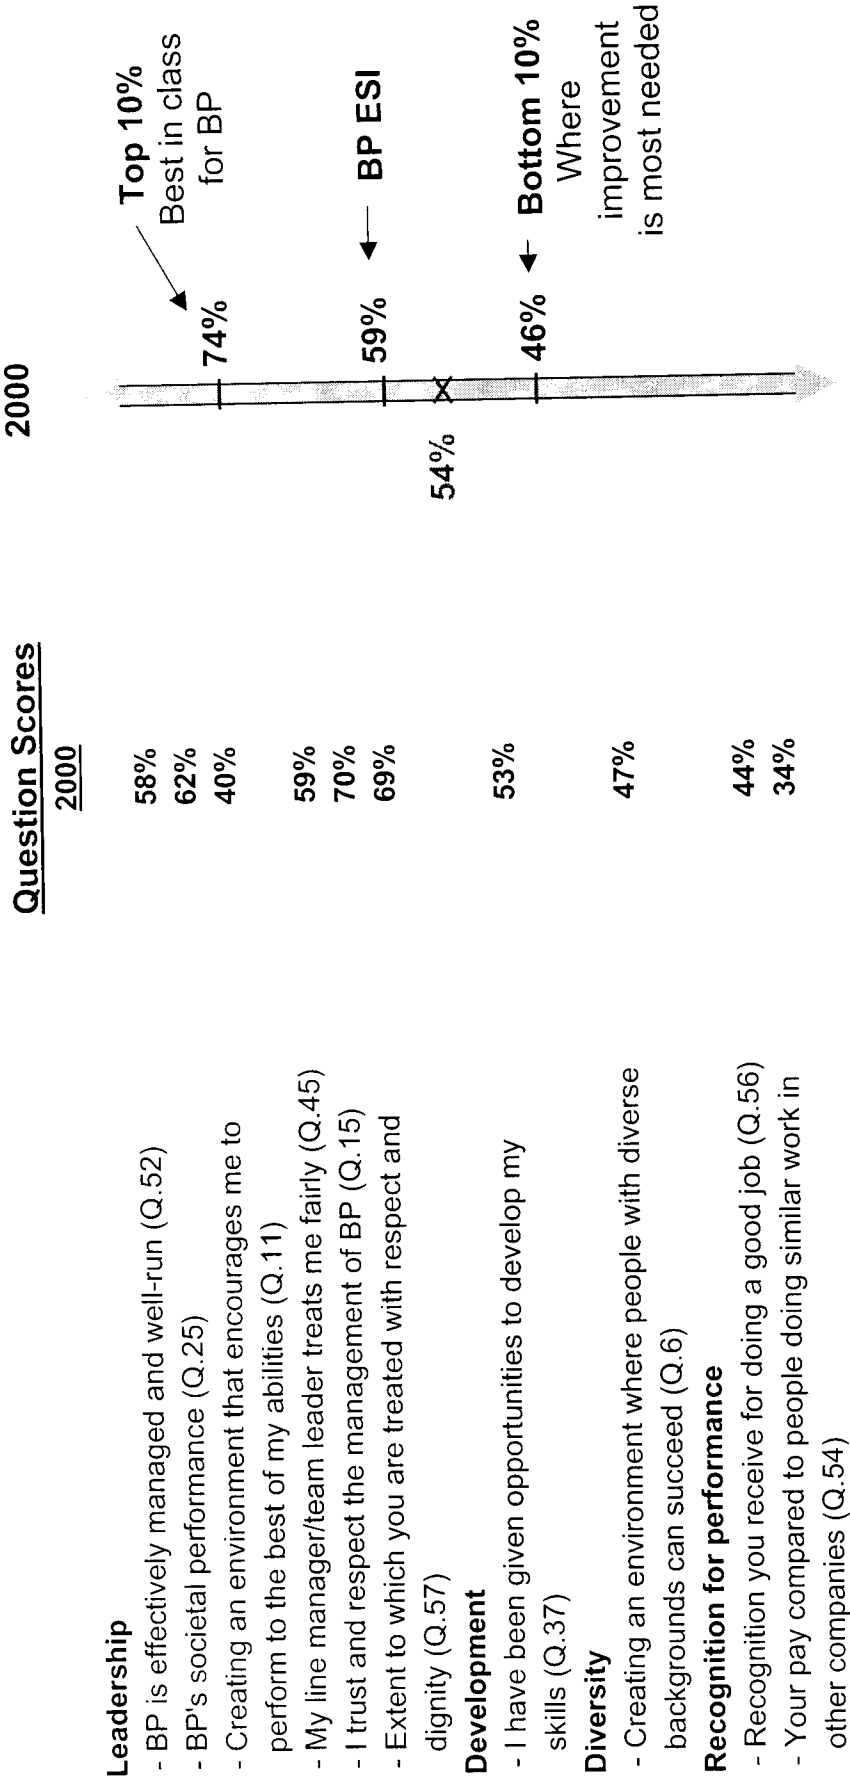 Question Scores
2000
2000
Leadership
- BP is effectively managed and well-run (Q.52) 58%
- BP's societal performance (Q.25) 62%
- Creating an environment that encourages me to 40%
perform to the best of my abilities (Q.11)
- My line manager/team leader treats me fairly (Q.45) 59%
- I trust and respect the management of BP (Q.15) 70%
- Extent to which you are treated with respect and 69%
dignity (Q.57)
Development
- I have been given opportunities to develop my 53%
skills (Q.37)
Diversity
- Creating an environment where people with diverse 47%
backgrounds can succeed (Q.6)
Recognition for performance
- Recognition you receive for doing a good job (Q.56) 44%
- Your pay compared to people doing similar work in 34%
other companies (Q.54)
Top 10%
Best in class
for BP
74%
59%
BP ESI
54%
46%
Bottom 10%
Where
improvement
is most needed